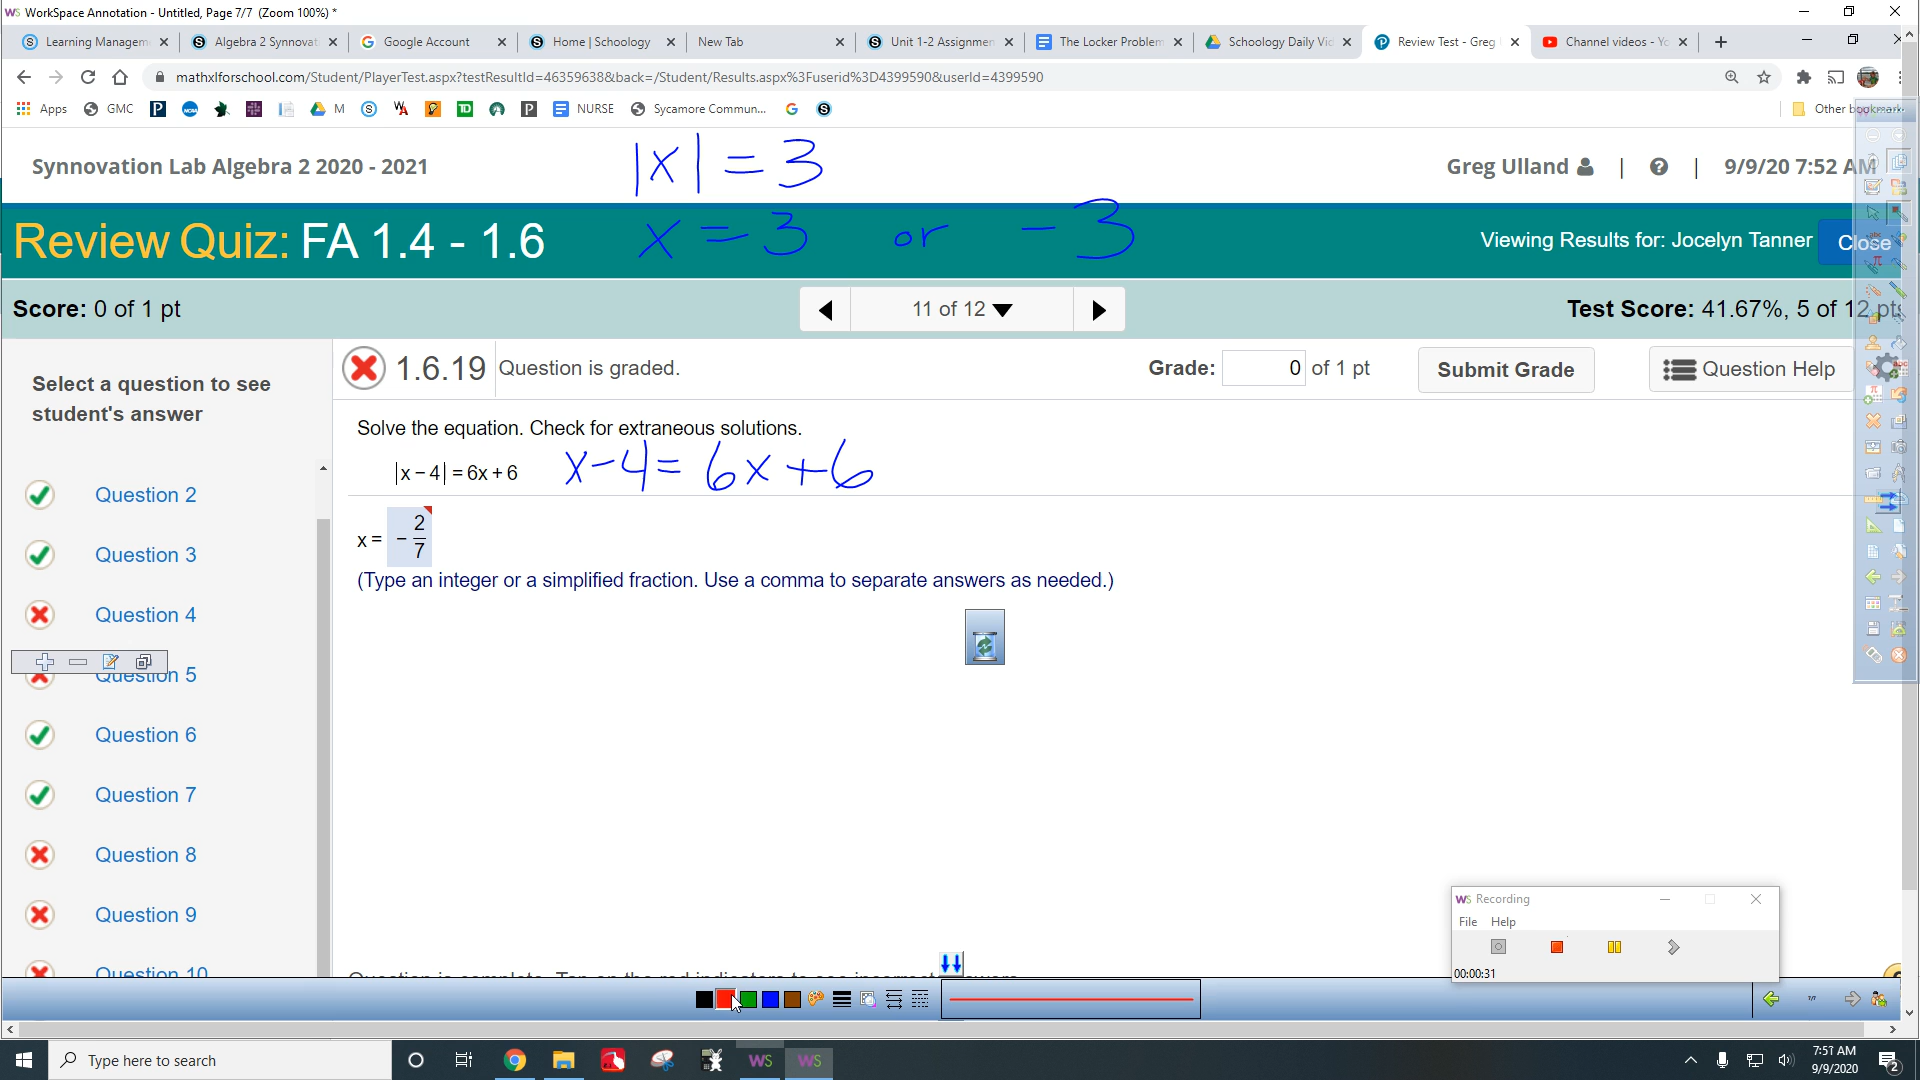 WS WorkSpace Annotation - Untitled, Page 7/7 (Zoom 100%) *
Learning Managem
Algebra 2 Synnovat
Google Account
Home | Schoology
New Tab
Unit 1-2 Assignmen
The Locker Problem
Schoology Daily Vid
Review Test - Greg
Channel videos - Yo
mathxlforschool.com/Student/PlayerTest.aspx?testResultId=46359638&back=/Student/Results.aspx%3Fuserid%3D4399590&userId=4399590
Apps GMC M NURSE Sycamore Commun... Other bookmarks
Synnovation Lab Algebra 2 2020 - 2021
|x| = 3
Greg Ulland | ? | 9/9/20 7:52 AM
Review Quiz: FA 1.4 - 1.6
x = 3 or - 3
Viewing Results for: Jocelyn Tanner
Close
Score: 0 of 1 pt
11 of 12
Test Score: 41.67%, 5 of 12 pts
Select a question to see
student's answer
1.6.19 Question is graded.
Grade: 0 of 1 pt
Submit Grade
Question Help
Solve the equation. Check for extraneous solutions.
|x - 4| = 6x + 6
x-4 = 6x +6
x = - 2/7
(Type an integer or a simplified fraction. Use a comma to separate answers as needed.)
Question 2
Question 3
Question 4
Question 5
Question 6
Question 7
Question 8
Question 9
Question 10
WS Recording
File Help
00:00:31
Type here to search
7:57 AM
9/9/2020
2